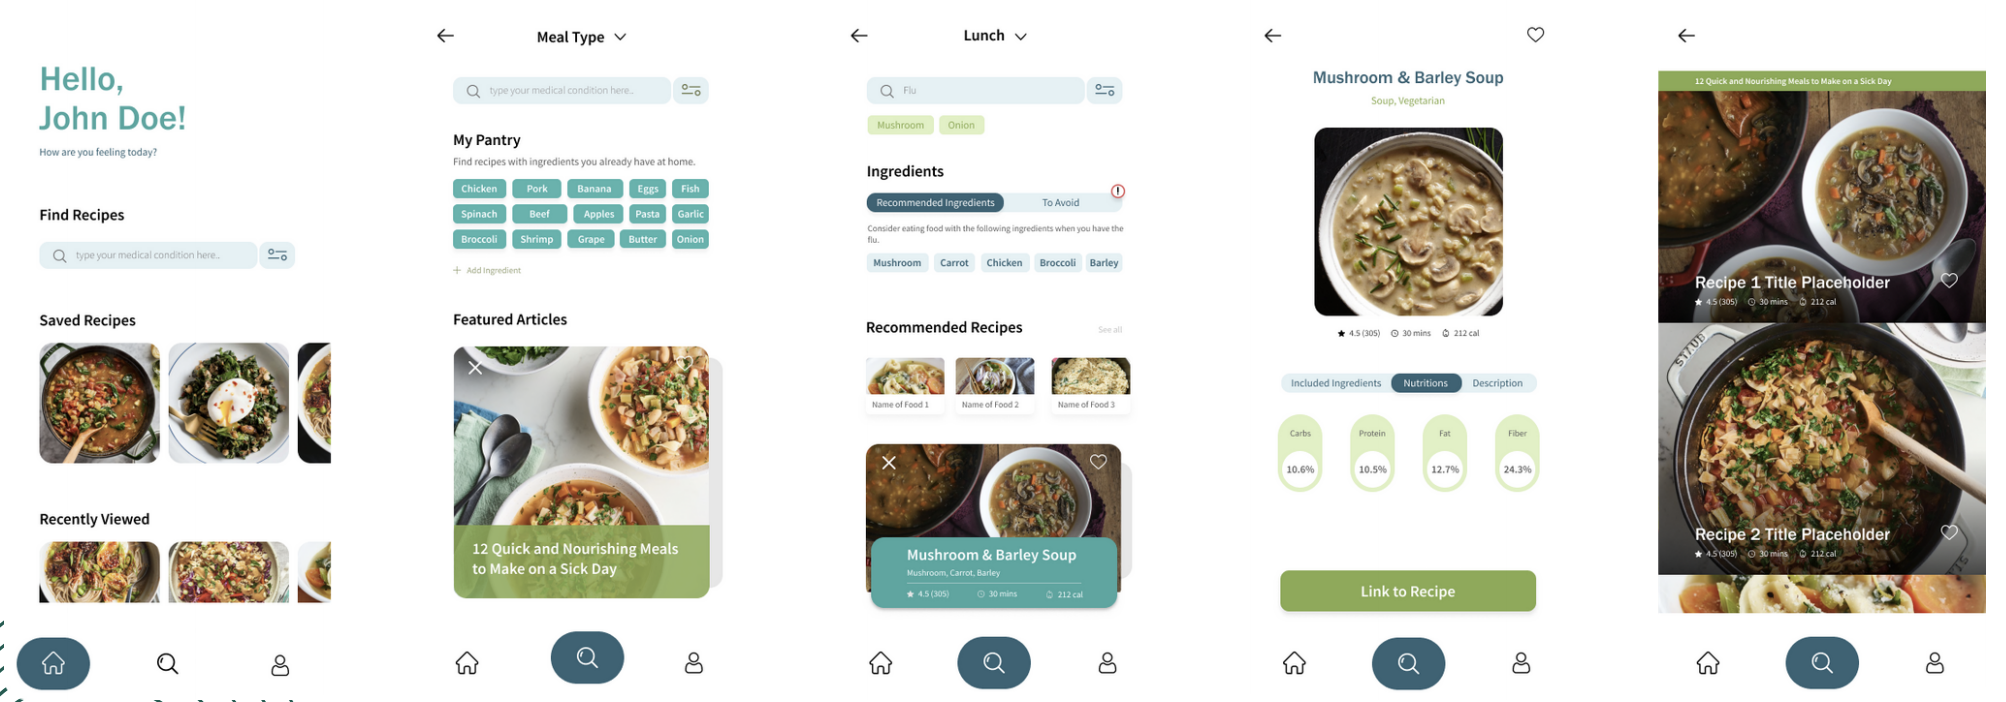 Hello,
John Doe!
How are you feeling today?
Find Recipes
type your medical condition here..
Saved Recipes
Recently Viewed
Meal Type
type your medical condition here..
My Pantry
Find recipes with ingredients you already have at home.
Chicken Pork Banana Eggs Fish
Spinach Beef Apples Pasta Garlic
Broccoli Shrimp Grape Butter Onion
+ Add Ingredient
Featured Articles
12 Quick and Nourishing Meals
to Make on a Sick Day
Lunch
Flu
Mushroom Onion
Ingredients
!
Recommended Ingredients To Avoid
Consider eating food with the following ingredients when you have the
flu.
Mushroom Carrot Chicken Broccoli Barley
Recommended Recipes See all
Name of Food 1 Name of Food 2 Name of Food 3
Mushroom & Barley Soup
Mushroom, Carrot, Barley
4.5 (305) 30 mins 212 cal
Mushroom & Barley Soup
Soup, Vegetarian
4.5 (305) 30 mins 212 cal
Included Ingredients Nutritions Description
Carbs Protein Fat Fiber
10.6% 10.5% 12.7% 24.3%
Link to Recipe
12 Quick and Nourishing Meals to Make on a Sick Day
Recipe 1 Title Placeholder
4.5 (305) 30 mins 212 cal
STAUB
Recipe 2 Title Placeholder
4.5 (305) 30 mins 212 cal